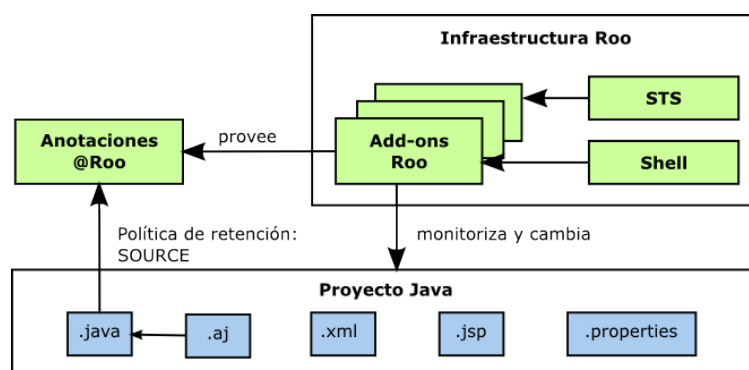 Infraestructura Roo
STS
Anotaciones
@Roo
provee
Add-ons
Roo
Shell
Política de retención:
SOURCE
monitoriza y cambia
Proyecto Java
.java
.aj
.xml
.jsp
.properties